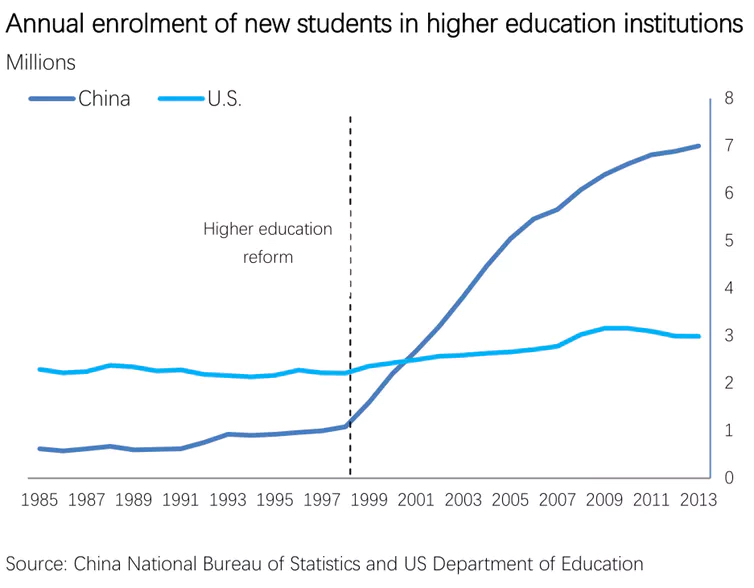 Annual enrolment of new students in higher education institutions
Millions
China U.S.
8
7
6
5
4
3
2
1
0
Higher education
reform
1985 1987 1989 1991 1993 1995 1997 1999 2001 2003 2005 2007 2009 2011 2013
Source: China National Bureau of Statistics and US Department of Education